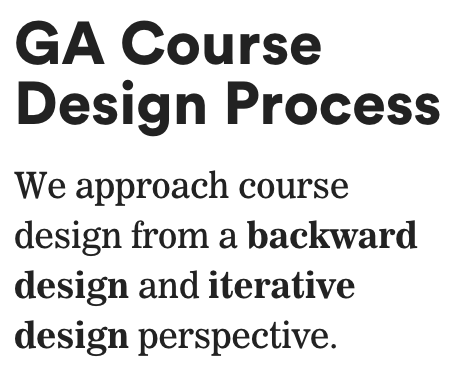 GA Course
Design Process
We approach course
design from a backward
design and iterative
design perspective.